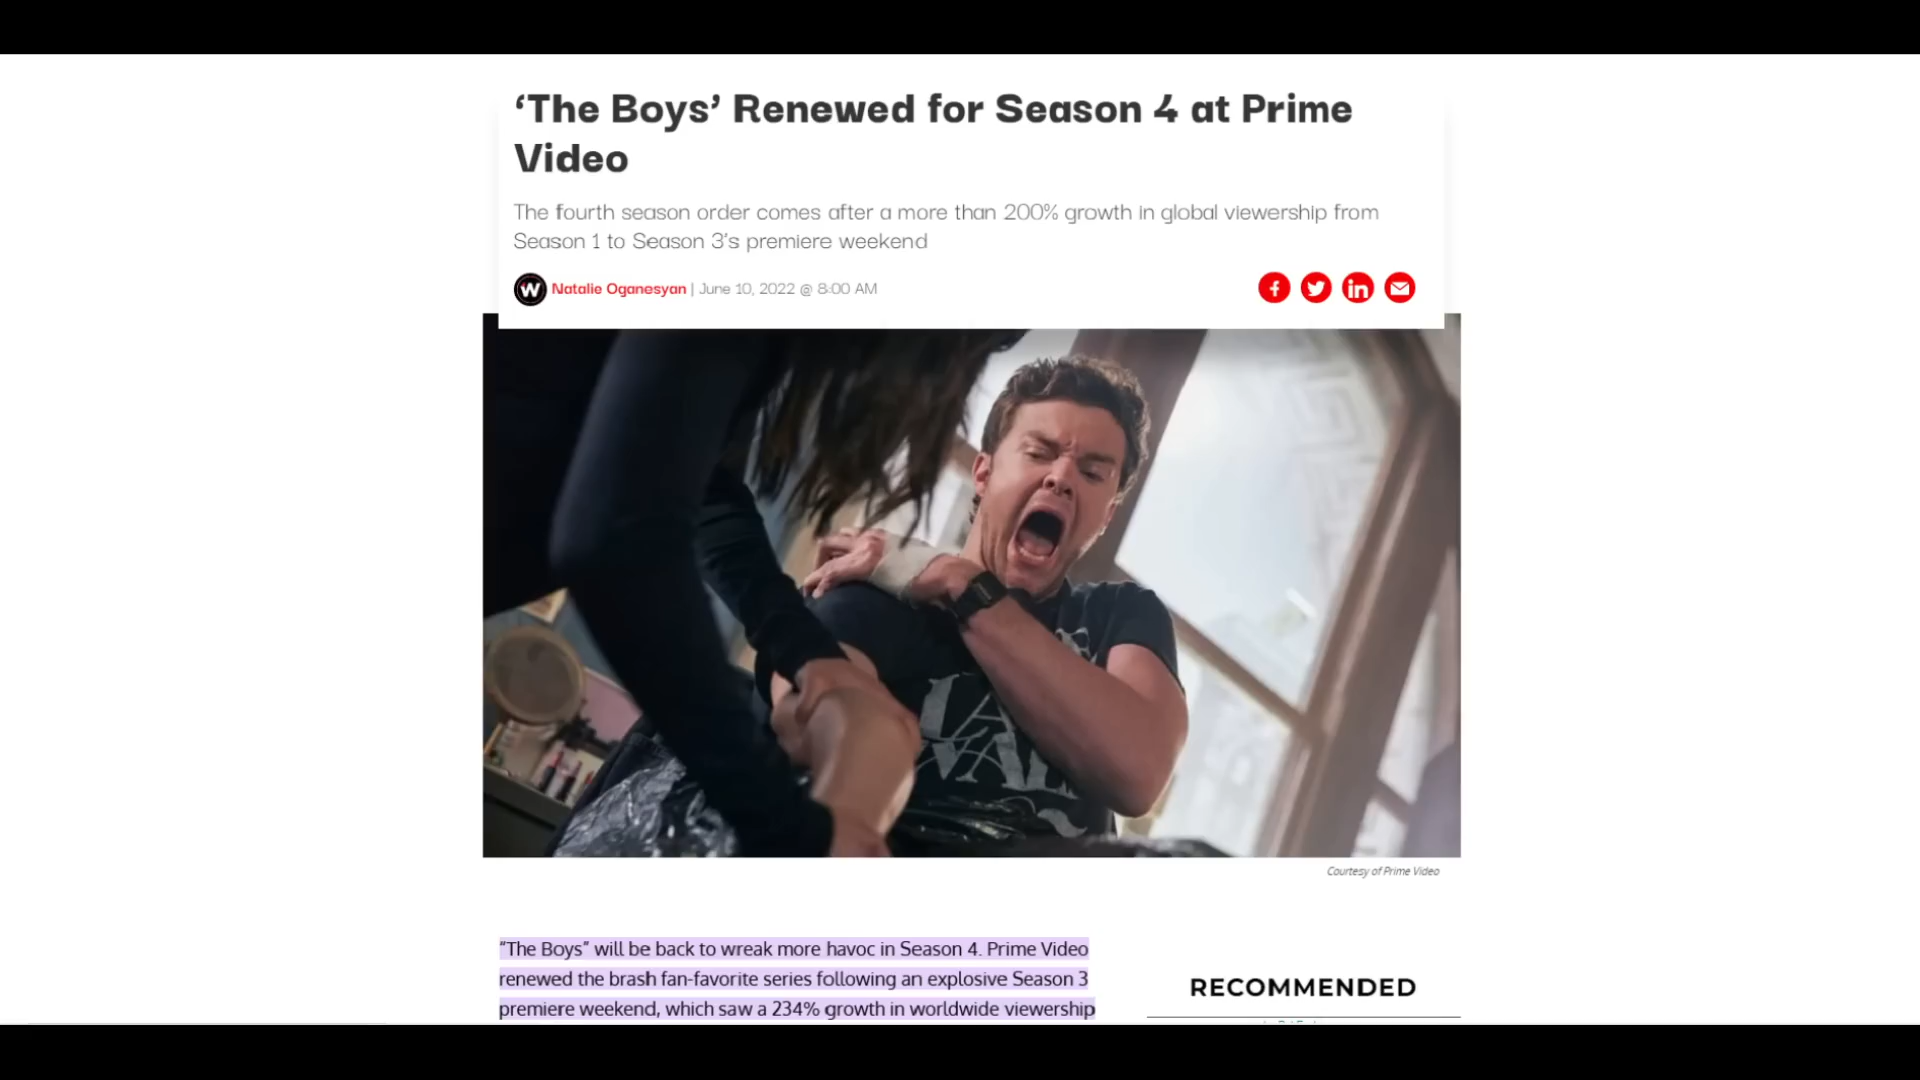 ‘The Boys’ Renewed for Season 4 at Prime
Video
The fourth season order comes after a more than 200% growth in global viewership from
Season 1 to Season 3’s premiere weekend
W Natalie Oganesyan | June 10, 2022 @ 8:00 AM
Courtesy of Prime Video
“The Boys” will be back to wreak more havoc in Season 4. Prime Video
renewed the brash fan-favorite series following an explosive Season 3
premiere weekend, which saw a 234% growth in worldwide viewership
RECOMMENDED